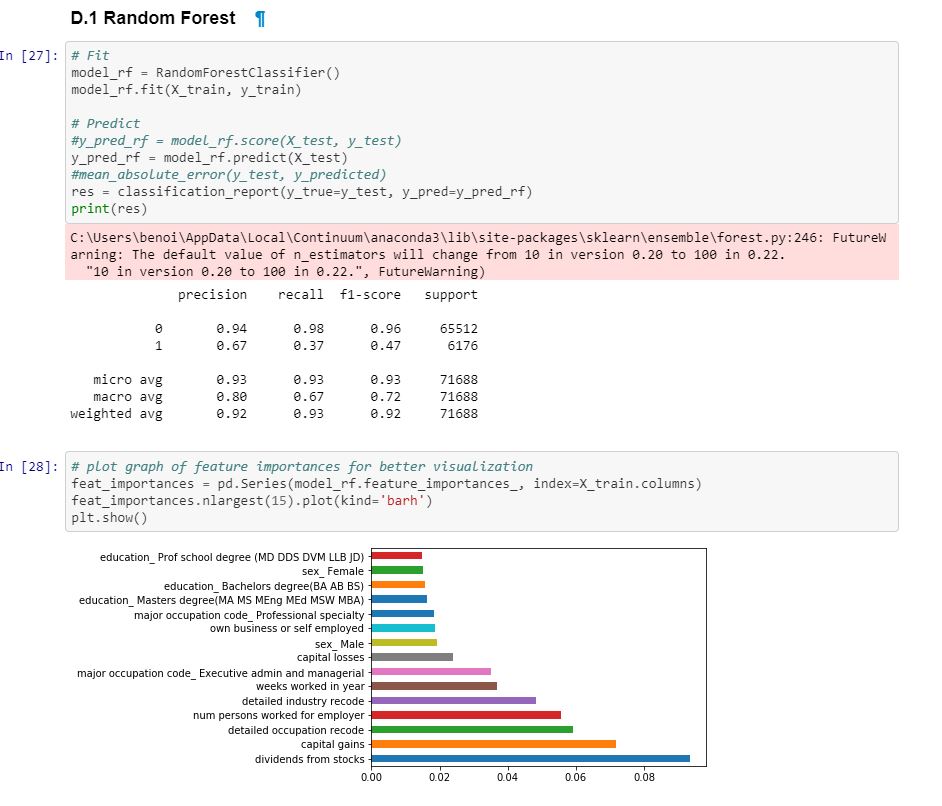 D.1 Random Forest ¶
In [27]:
# Fit
model_rf = RandomForestClassifier()
model_rf.fit(X_train, y_train)
# Predict
#y_pred_rf = model_rf.score(X_test, y_test)
y_pred_rf = model_rf.predict(X_test)
#mean_absolute_error(y_test, y_predicted)
res = classification_report(y_true=y_test, y_pred=y_pred_rf)
print(res)
C:\Users\benoi\AppData\Local\Continuum\anaconda3\lib\site-packages\sklearn\ensemble\forest.py:246: FutureW
arning: The default value of n_estimators will change from 10 in version 0.20 to 100 in 0.22.
"10 in version 0.20 to 100 in 0.22.", FutureWarning)
precision recall f1-score support
0 0.94 0.98 0.96 65512
1 0.67 0.37 0.47 6176
micro avg 0.93 0.93 0.93 71688
macro avg 0.80 0.67 0.72 71688
weighted avg 0.92 0.93 0.92 71688
In [28]:
# plot graph of feature importances for better visualization
feat_importances = pd.Series(model_rf.feature_importances_, index=X_train.columns)
feat_importances.nlargest(15).plot(kind='barh')
plt.show()
education_ Prof school degree (MD DDS DVM LLB JD)
sex_ Female
education_ Bachelors degree(BA AB BS)
education_ Masters degree(MA MS MEng MEd MSW MBA)
major occupation code_ Professional specialty
own business or self employed
sex_ Male
capital losses
major occupation code_ Executive admin and managerial
weeks worked in year
detailed industry recode
num persons worked for employer
detailed occupation recode
capital gains
dividends from stocks
0.00 0.02 0.04 0.06 0.08